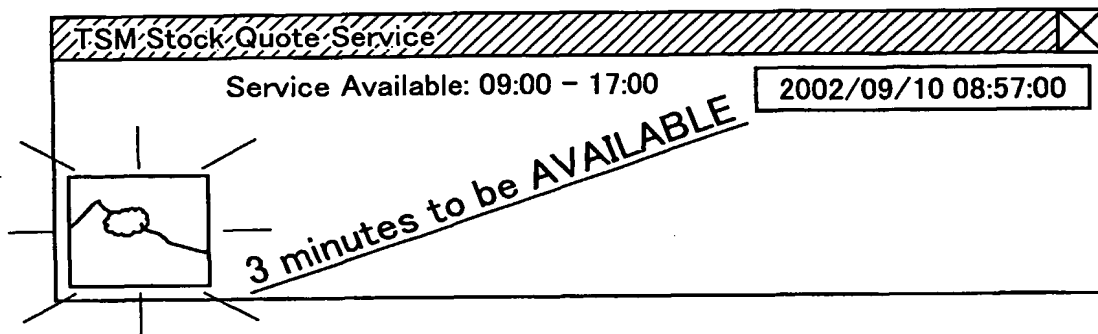 TSM Stock Quote Service
Service Available: 09:00 - 17:00
2002/09/10 08:57:00
3 minutes to be AVAILABLE